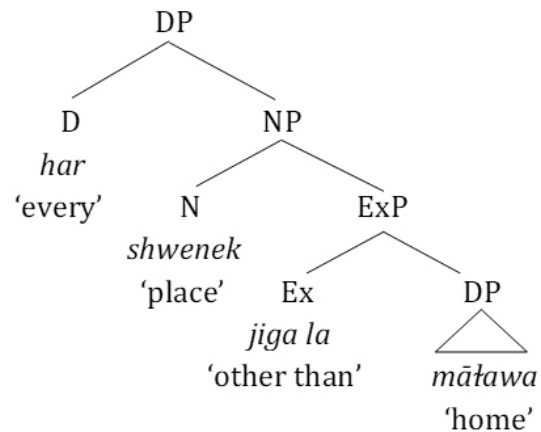 DP
D NP
har
'every' N ExP
shwenek
'place' Ex DP
jiga la
'other than' māława
'home'